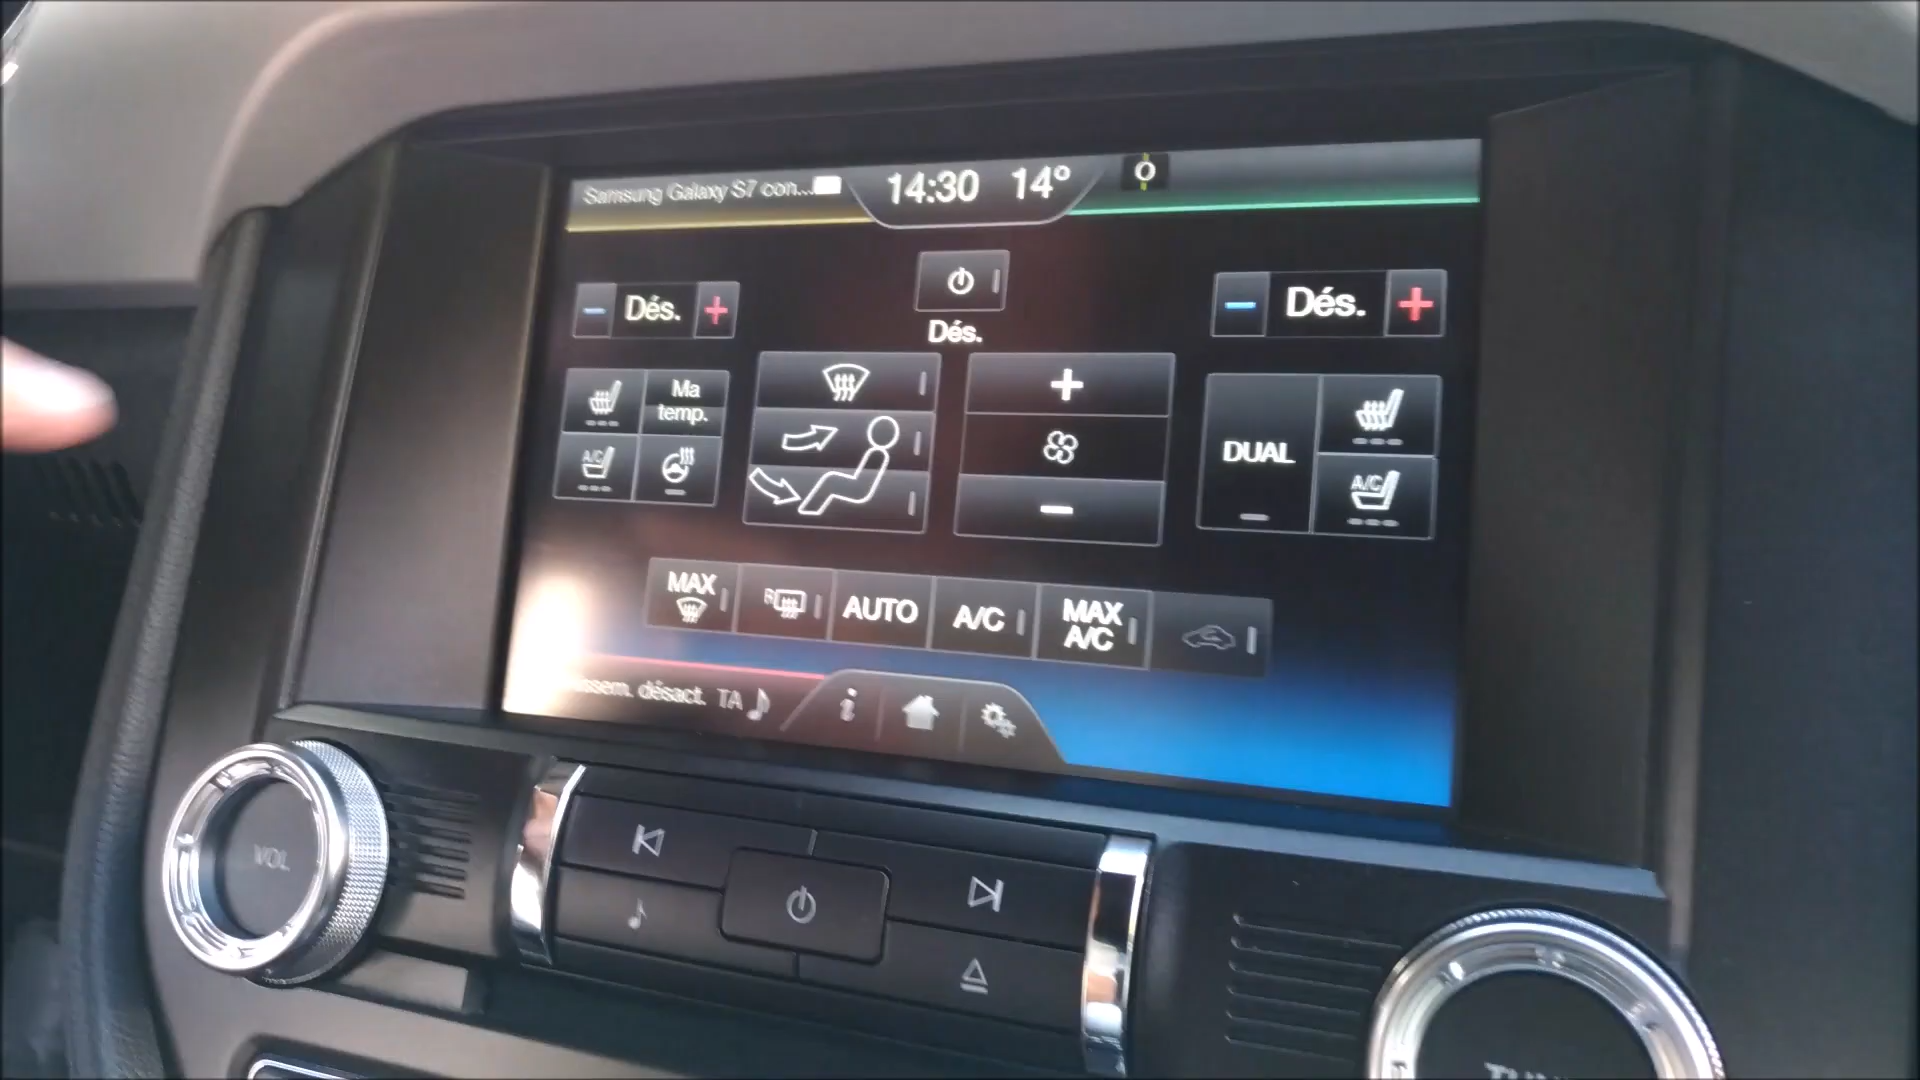 Samsung Galaxy S7 con...
14:30 14°
Dés.
Dés.
Dés.
Ma
temp.
A/C
DUAL
A/C
MAX
R
AUTO
A/C
MAX
A/C
désact. TA
VOL